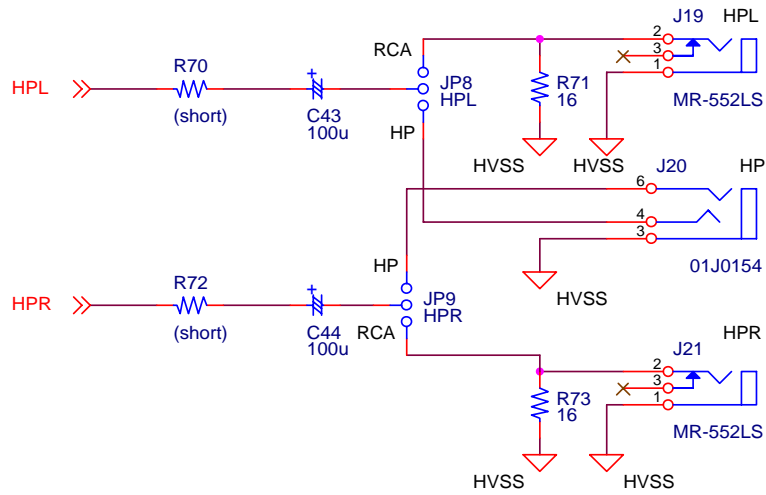 J19 HPL
2
RCA
3
R70
HPL
1
JP8
HPL
R71
16
(short)
MR-552LS
C43
100u
+
HP
HVSS HVSS
J20 HP
6
4
3
01J0154
HP
HVSS
R72
JP9
HPR
HPR
+
(short)
C44
100u
RCA
HPR
J21
2
3
R73
16
1
MR-552LS
HVSS HVSS